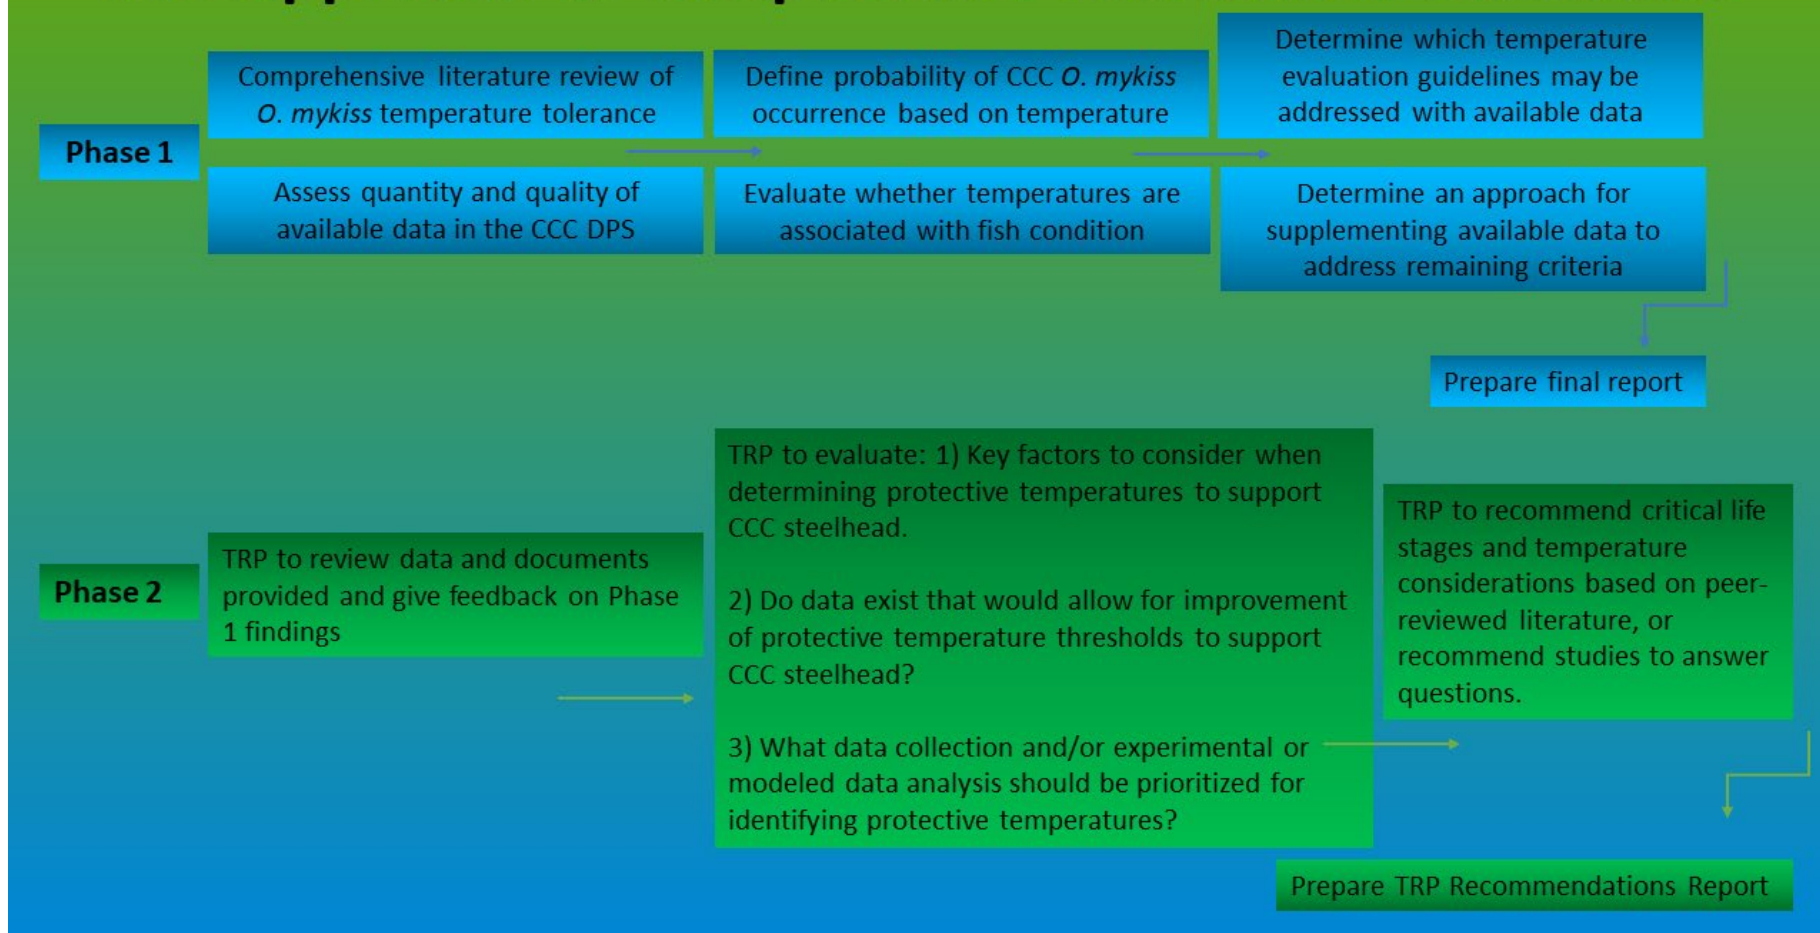 Phase 1
Comprehensive literature review of
O. mykiss temperature tolerance
Assess quantity and quality of
available data in the CCC DPS
Define probability of CCC O. mykiss
occurrence based on temperature
Evaluate whether temperatures are
associated with fish condition
Determine which temperature
evaluation guidelines may be
addressed with available data
Determine an approach for
supplementing available data to
address remaining criteria
Prepare final report
Phase 2
TRP to review data and documents
provided and give feedback on Phase
1 findings
TRP to evaluate: 1) Key factors to consider when
determining protective temperatures to support
CCC steelhead.
2) Do data exist that would allow for improvement
of protective temperature thresholds to support
CCC steelhead?
3) What data collection and/or experimental or
modeled data analysis should be prioritized for
identifying protective temperatures?
TRP to recommend critical life
stages and temperature
considerations based on peer-
reviewed literature, or
recommend studies to answer
questions.
Prepare TRP Recommendations Report